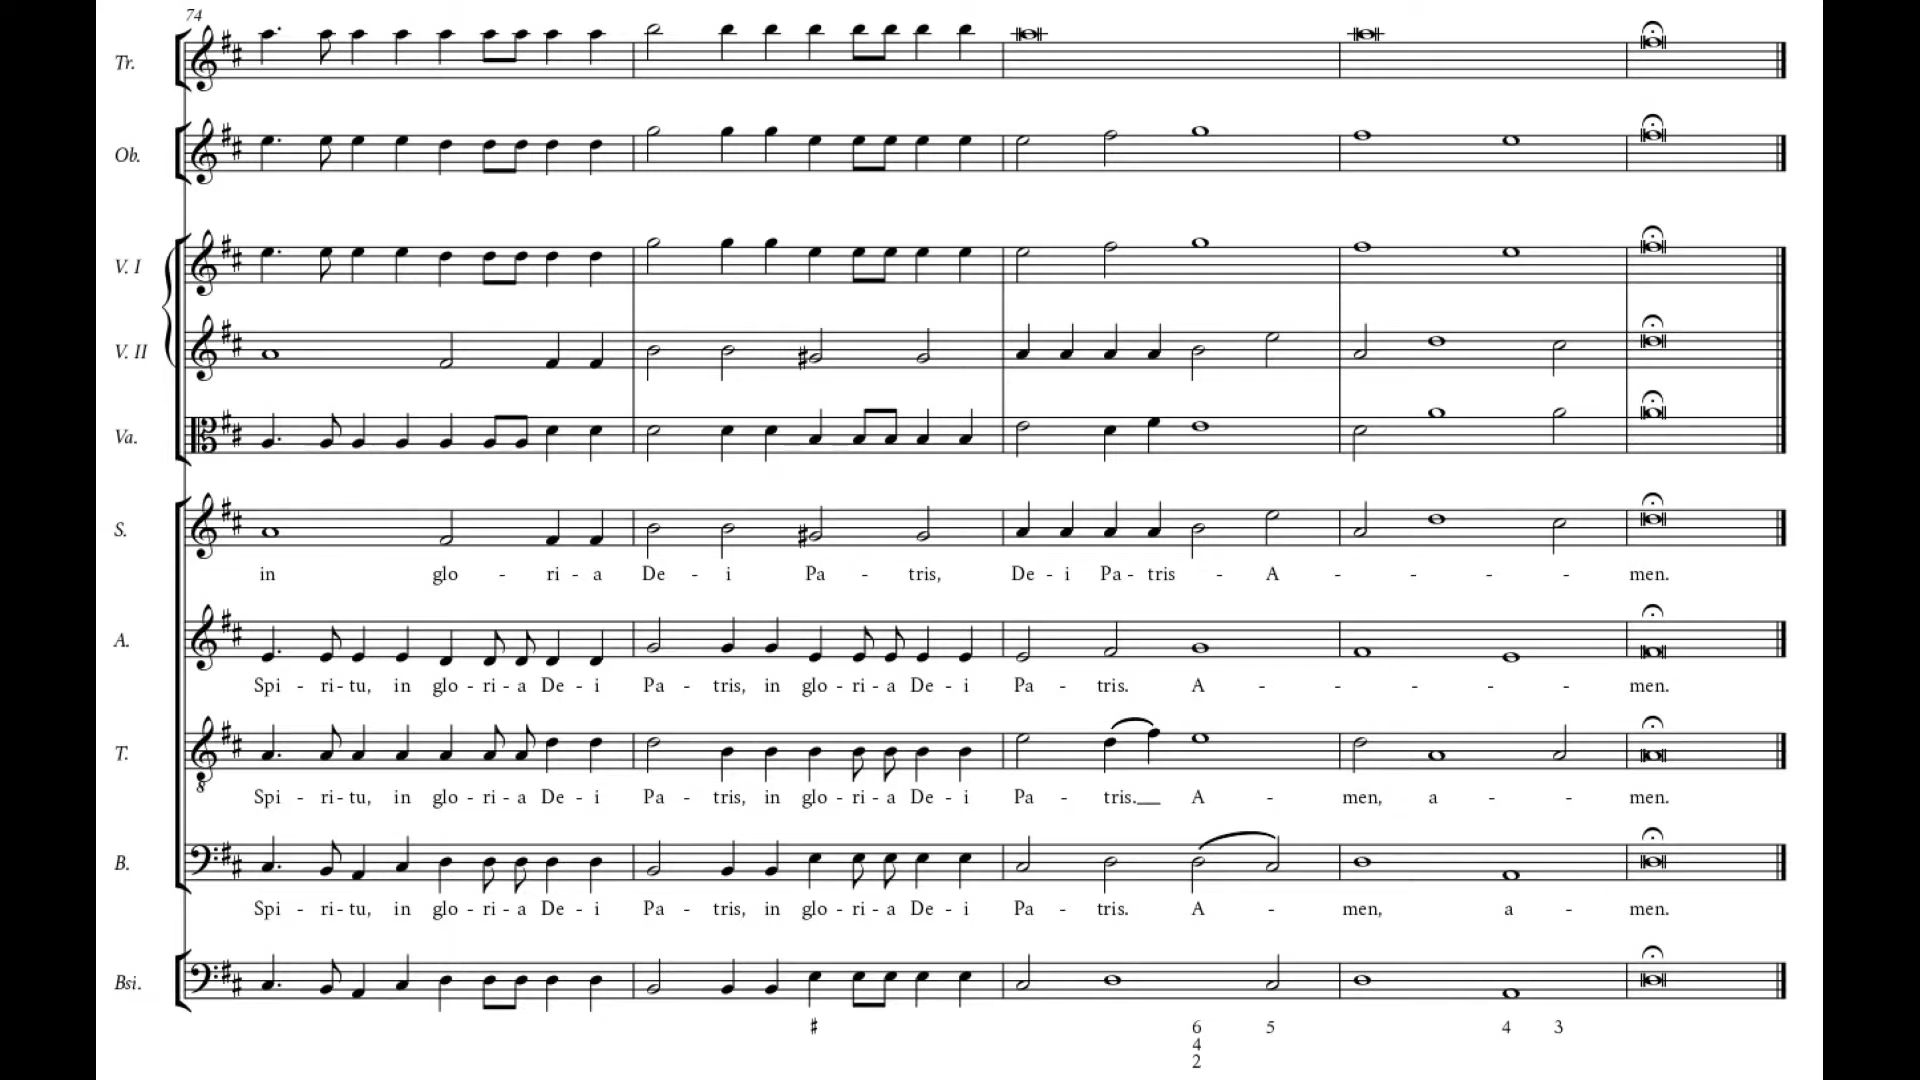 74
Tr.
Ob.
V. I
V. II
Va.
S.
in glo - ri - a De - i Pa - tris, De - i Pa - tris - A - - - - men.
A.
Spi - ri - tu, in glo - ri - a De - i Pa - tris, in glo - ri - a De - i Pa - tris. A - - - - - men.
T.
Spi - ri - tu, in glo - ri - a De - i Pa - tris, in glo - ri - a De - i Pa - tris.__ A - men, a - - - men.
B.
Spi - ri - tu, in glo - ri - a De - i Pa - tris, in glo - ri - a De - i Pa - tris. A - men, a - men.
Bsi.
♯ 6 5 4 3
4
2